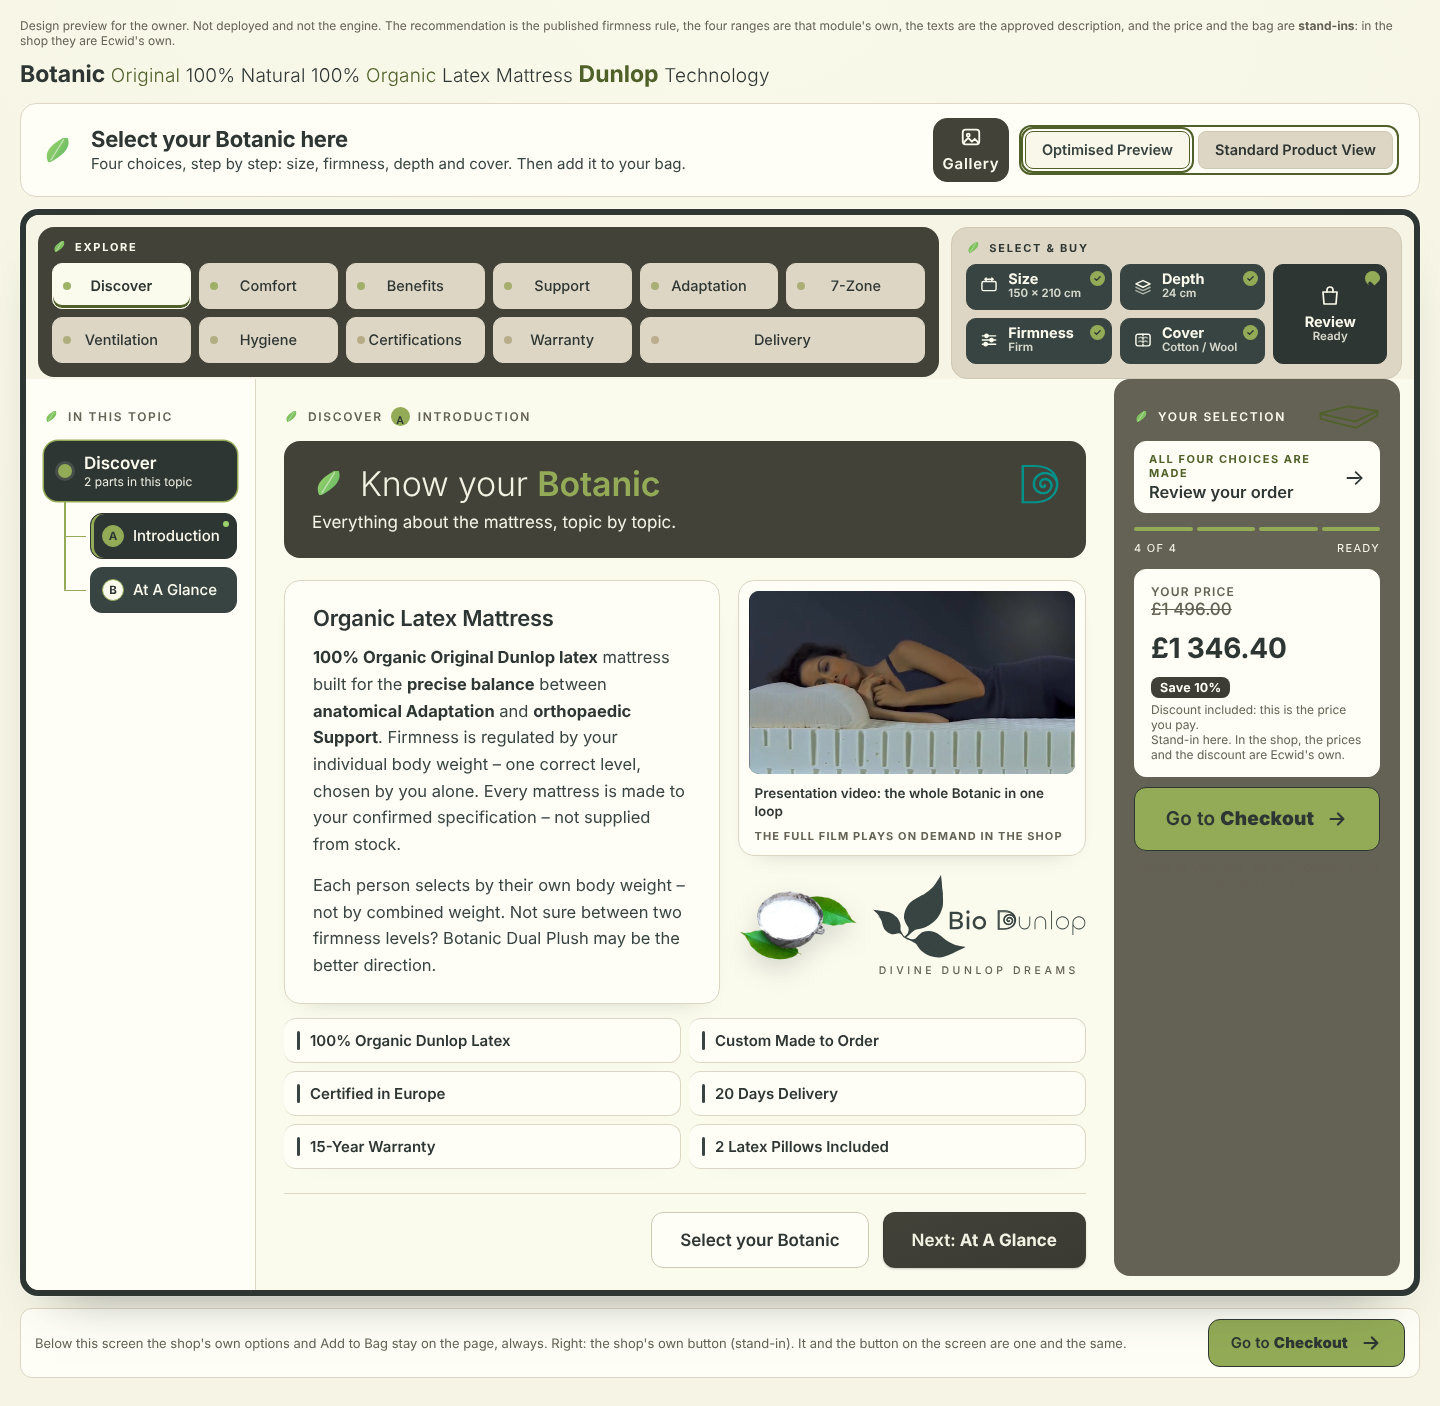 Design preview for the owner. Not deployed and not the engine. The recommendation is the published firmness rule, the four ranges are that module's own, the texts are the approved description, and the price and the bag are stand-ins: in the
shop they are Ecwid's own.
Botanic Original 100% Natural 100% Organic Latex Mattress Dunlop Technology
Select your Botanic here
Four choices, step by step: size, firmness, depth and cover. Then add it to your bag.
Gallery
Optimised Preview
Standard Product View
EXPLORE
Discover
Comfort
Benefits
Support
Adaptation
7-Zone
Ventilation
Hygiene
Certifications
Warranty
Delivery
SELECT & BUY
Size
150 × 210 cm
Depth
24 cm
Firmness
Firm
Cover
Cotton / Wool
Review
Ready
IN THIS TOPIC
Discover
2 parts in this topic
A Introduction
B At A Glance
DISCOVER A INTRODUCTION
Know your Botanic
Everything about the mattress, topic by topic.
Organic Latex Mattress
100% Organic Original Dunlop latex mattress
built for the precise balance between
anatomical Adaptation and orthopaedic
Support. Firmness is regulated by your
individual body weight – one correct level,
chosen by you alone. Every mattress is made to
your confirmed specification – not supplied
from stock.
Each person selects by their own body weight –
not by combined weight. Not sure between two
firmness levels? Botanic Dual Plush may be the
better direction.
Presentation video: the whole Botanic in one
loop
THE FULL FILM PLAYS ON DEMAND IN THE SHOP
Bio Dunlop
DIVINE DUNLOP DREAMS
100% Organic Dunlop Latex
Custom Made to Order
Certified in Europe
20 Days Delivery
15-Year Warranty
2 Latex Pillows Included
Select your Botanic
Next: At A Glance
YOUR SELECTION
ALL FOUR CHOICES ARE
MADE
Review your order
4 OF 4
READY
YOUR PRICE
£1 496.00
£1 346.40
Save 10%
Discount included: this is the price
you pay.
Stand-in here. In the shop, the prices
and the discount are Ecwid's own.
Go to Checkout
Below this screen the shop's own options and Add to Bag stay on the page, always. Right: the shop's own button (stand-in). It and the button on the screen are one and the same.
Go to Checkout